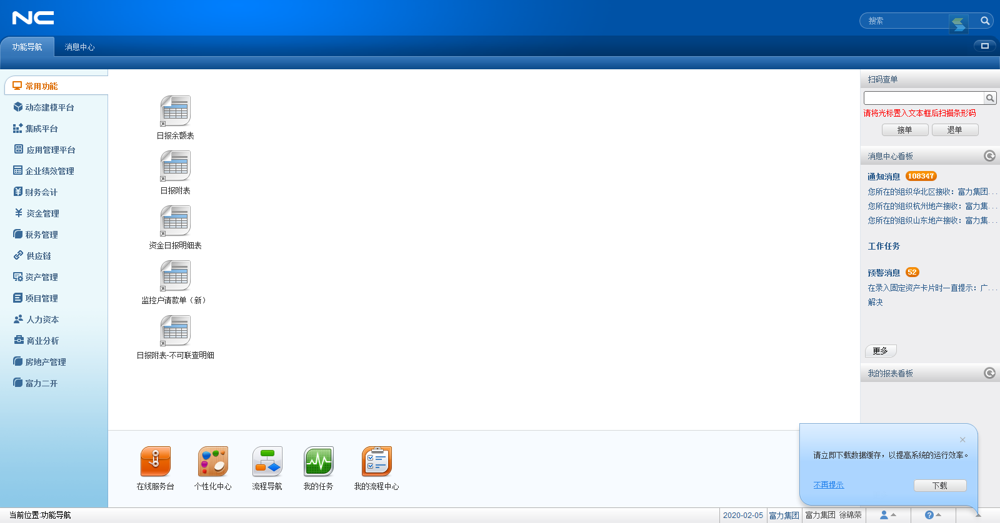 NC
搜索
功能导航
消息中心
常用功能
动态建模平台
集成平台
应用管理平台
企业绩效管理
财务会计
资金管理
税务管理
供应链
资产管理
项目管理
人力资本
商业分析
房地产管理
富力二开
日报余额表
日报附表
资金日报明细表
监控户请款单（新）
日报附表-不可联查明细
扫码查单
请将光标置入文本框后扫描条形码
接单 退单
消息中心看板
通知消息 108347
您所在的组织华北区接收：富力集团...
您所在的组织杭州地产接收：富力集...
您所在的组织山东地产接收：富力集...
工作任务
预警消息 52
在录入固定资产卡片时一直提示：广...
解决
更多
我的报表看板
在线服务台
个性化中心
流程导航
我的任务
我的流程中心
请立即下载数据缓存，以提高系统的运行效率。
不再提示
下载
当前位置:功能导航
2020-02-05 富力集团 富力集团 徐锦荣